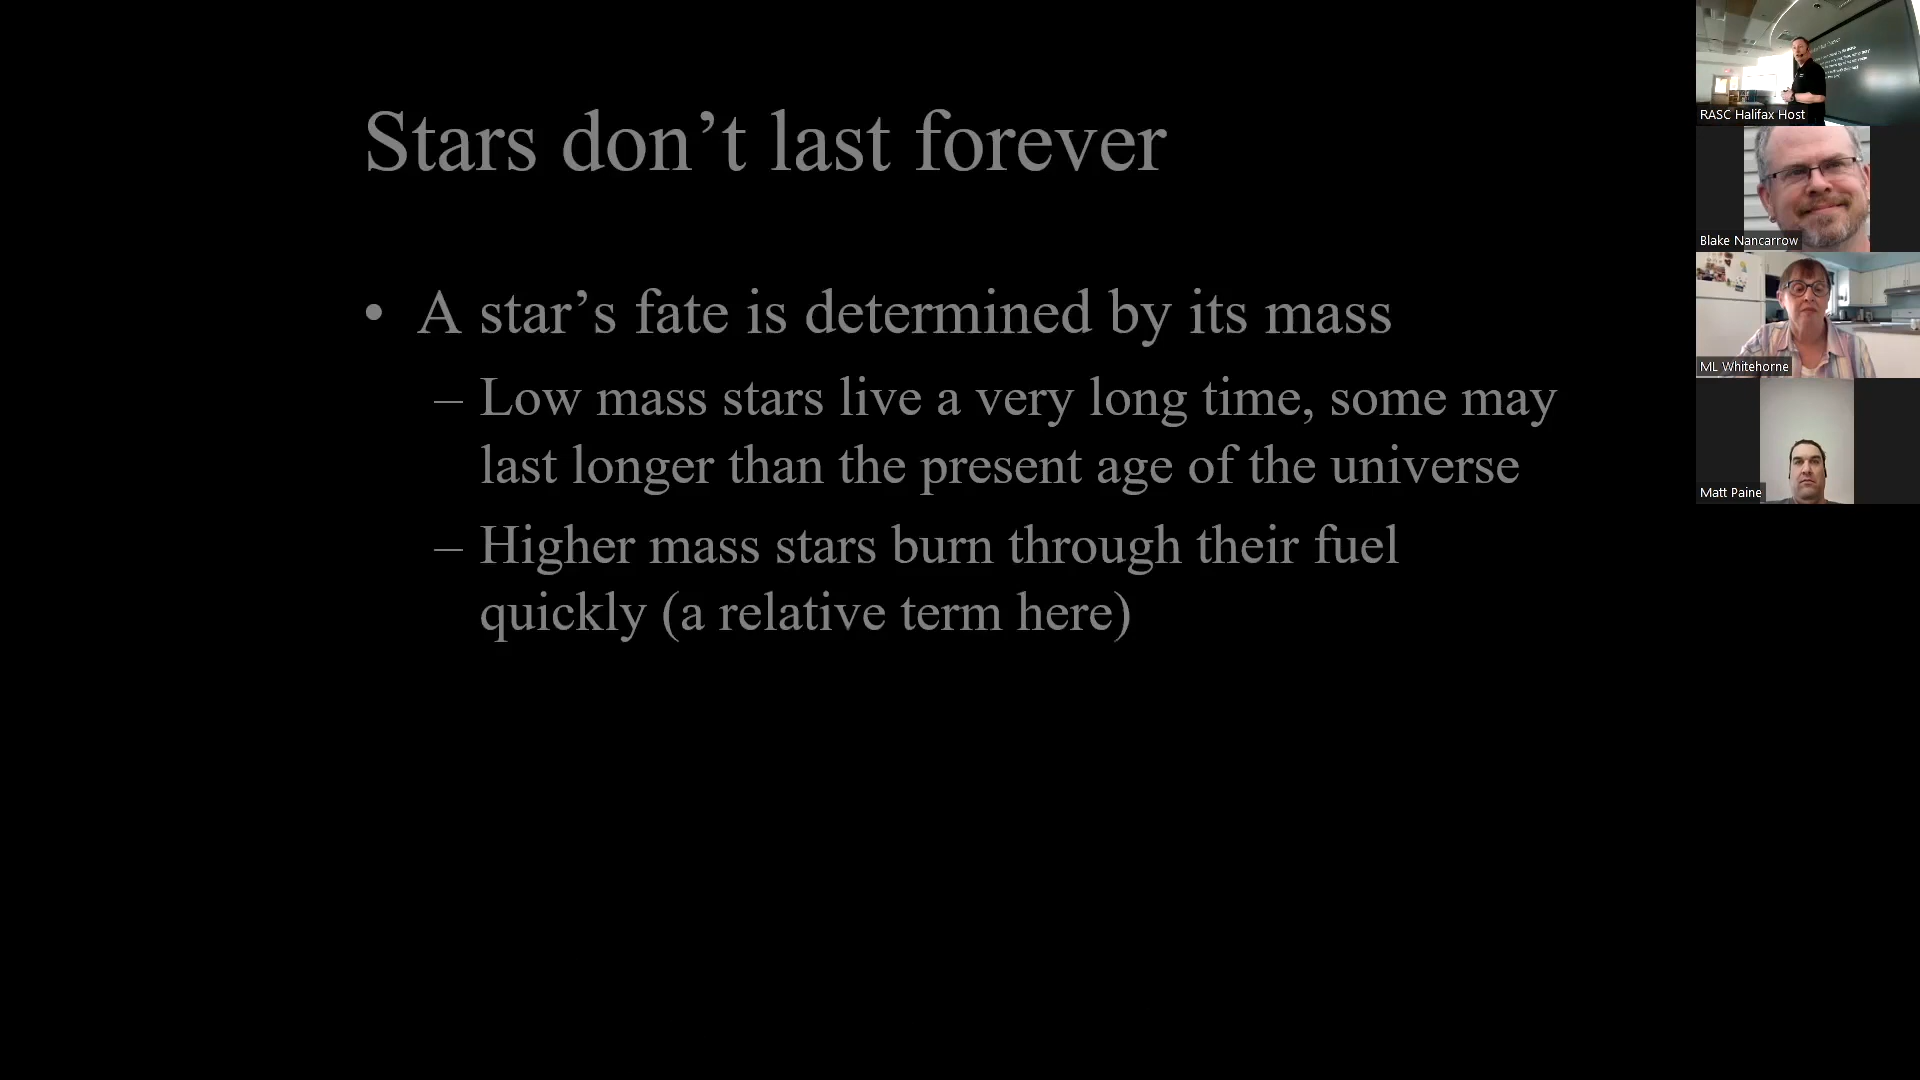 Stars don’t last forever
• A star’s fate is determined by its mass
– Low mass stars live a very long time, some may
last longer than the present age of the universe
– Higher mass stars burn through their fuel
quickly (a relative term here)
RASC Halifax Host
Blake Nancarrow
ML Whitehorne
Matt Paine